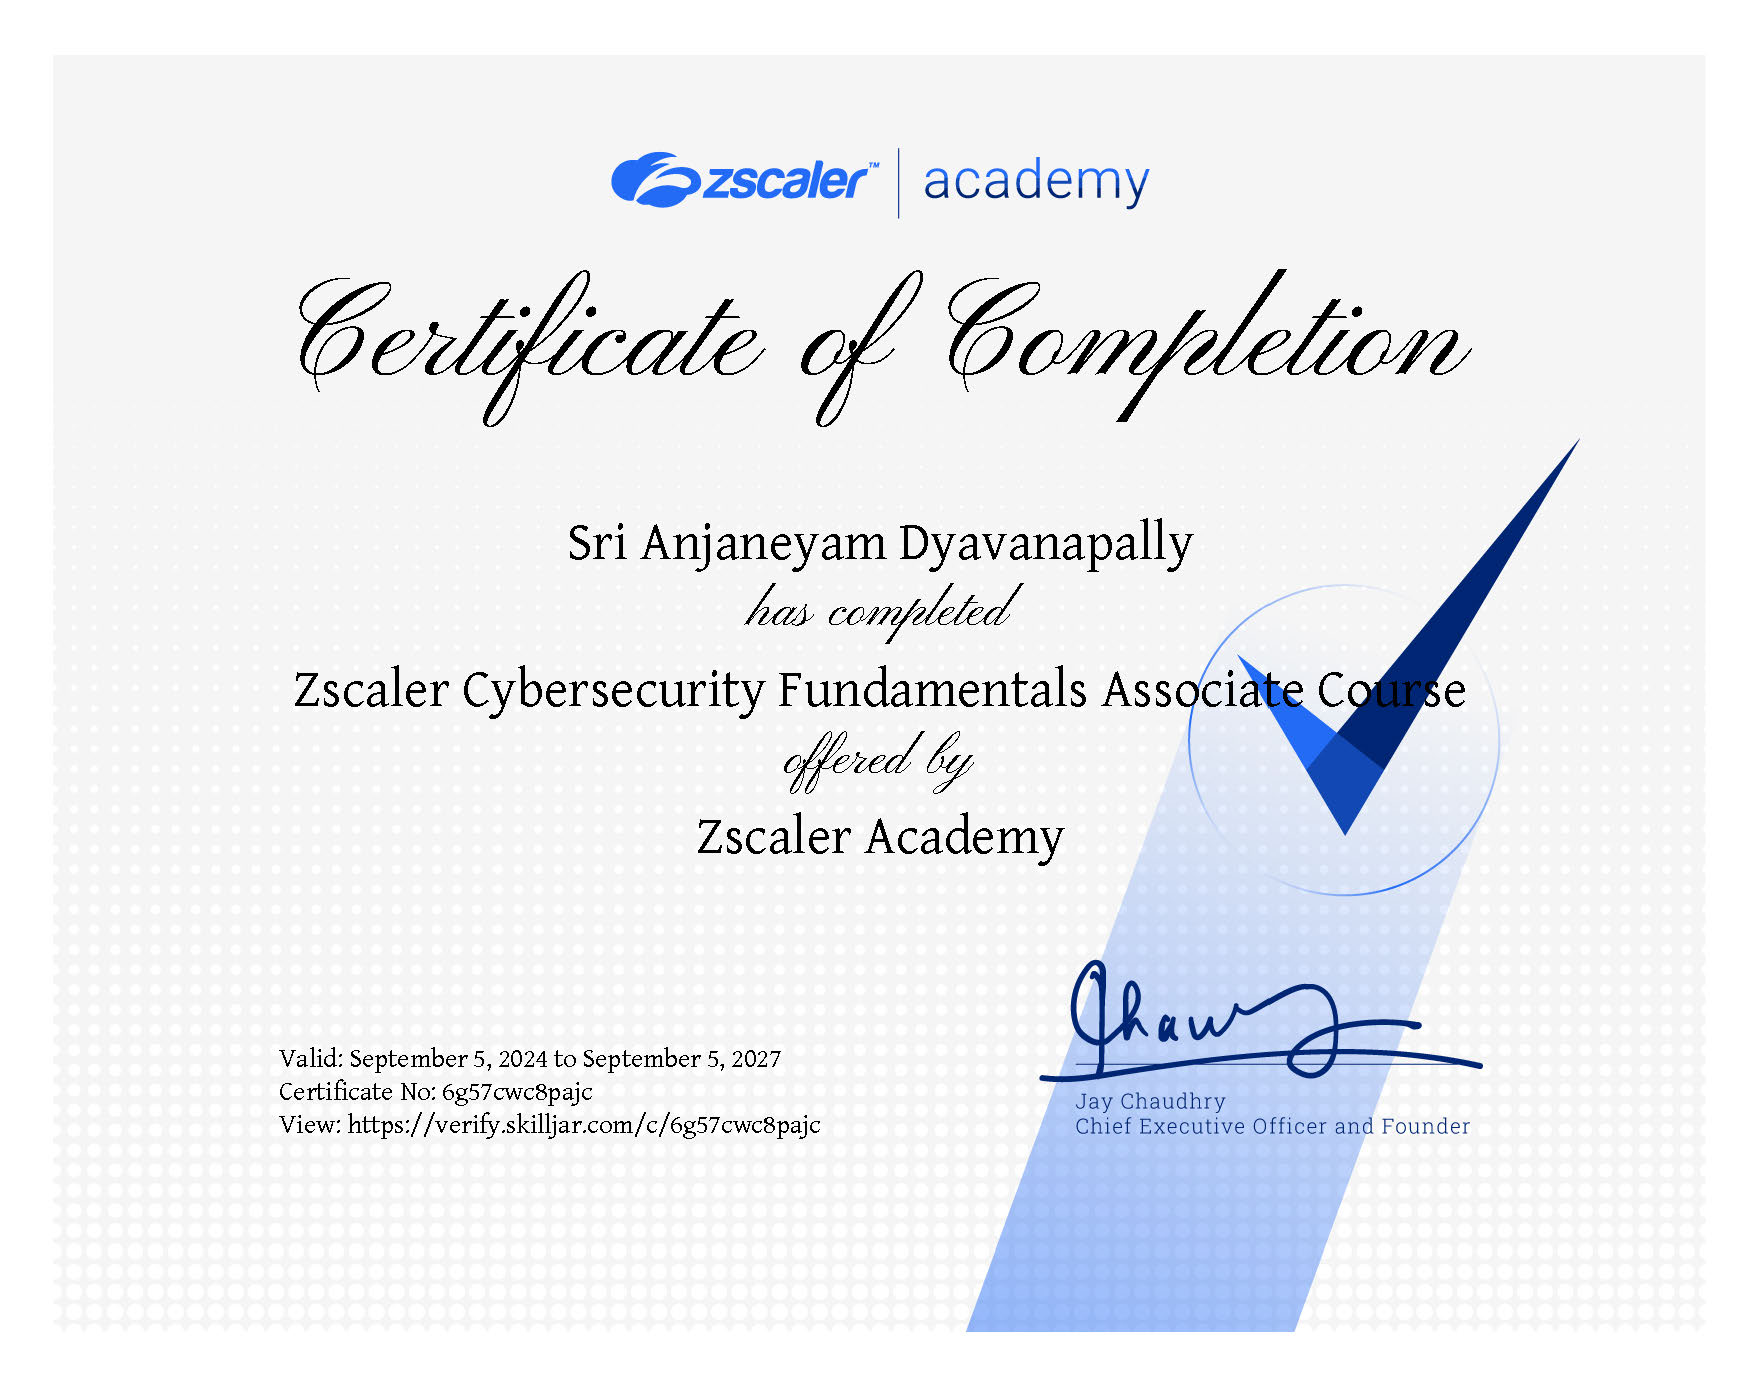 zscaler™ | academy
Certificate of Completion
Sri Anjaneyam Dyavanapally
has completed
Zscaler Cybersecurity Fundamentals Associate Course
offered by
Zscaler Academy
Chawy
Valid: September 5, 2024 to September 5, 2027
Certificate No: 6g57cwc8pajc
View: https://verify.skilljar.com/c/6g57cwc8pajc
Jay Chaudhry
Chief Executive Officer and Founder